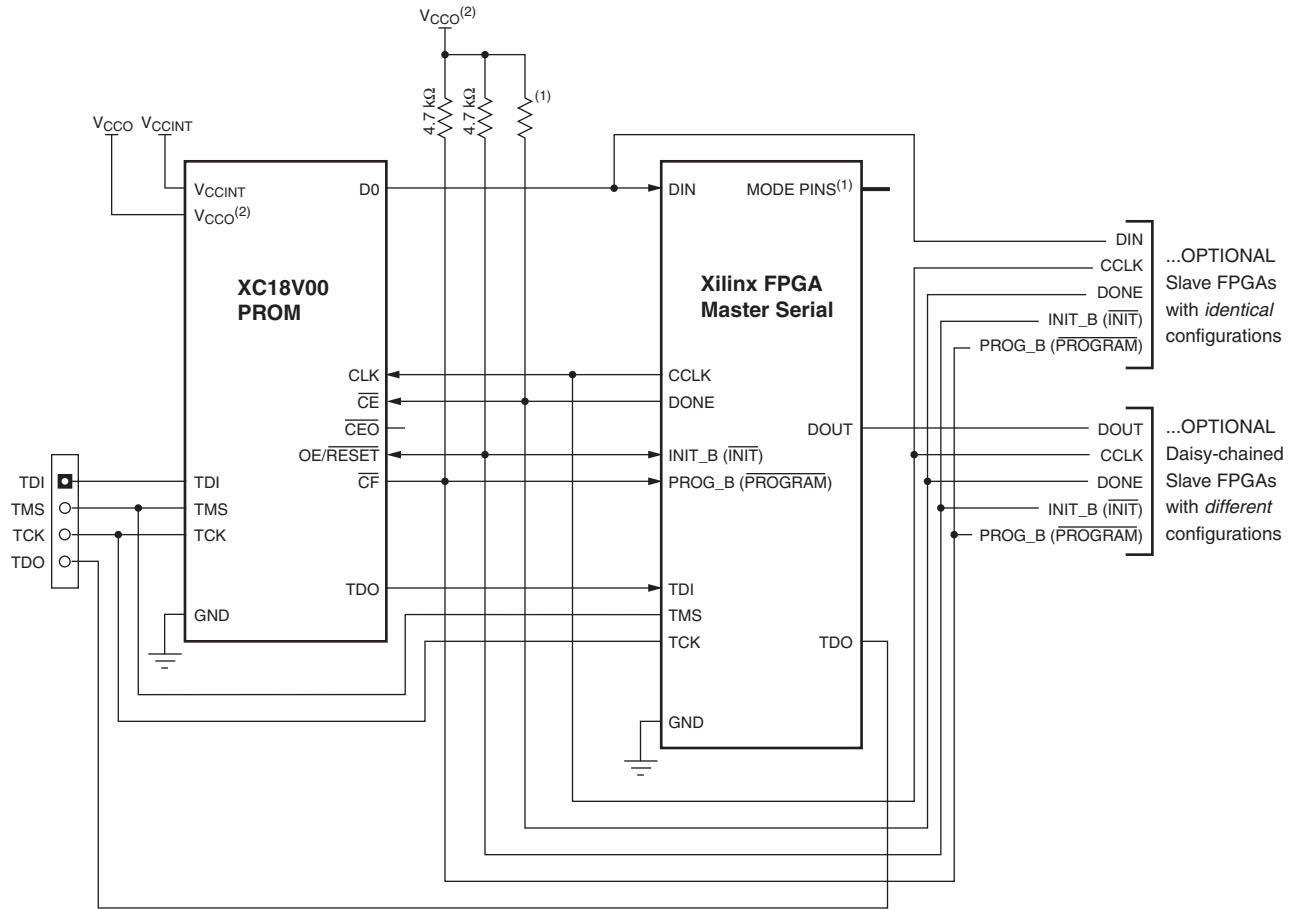 VCCO(2)
4.7 kΩ
4.7 kΩ
(1)
VCCO VCCINT
VCCINT
VCCO(2)
D0
XC18V00
PROM
CLK
CE
CEO
OE/RESET
CF
TDI
TMS
TCK
TDO
GND
TDI
TMS
TCK
TDO
DIN
MODE PINS(1)
Xilinx FPGA
Master Serial
CCLK
DONE
DOUT
INIT_B (INIT)
PROG_B (PROGRAM)
TDI
TMS
TCK
TDO
GND
DIN
CCLK
DONE
INIT_B (INIT)
PROG_B (PROGRAM)
...OPTIONAL
Slave FPGAs
with identical
configurations
DOUT
CCLK
DONE
INIT_B (INIT)
PROG_B (PROGRAM)
...OPTIONAL
Daisy-chained
Slave FPGAs
with different
configurations